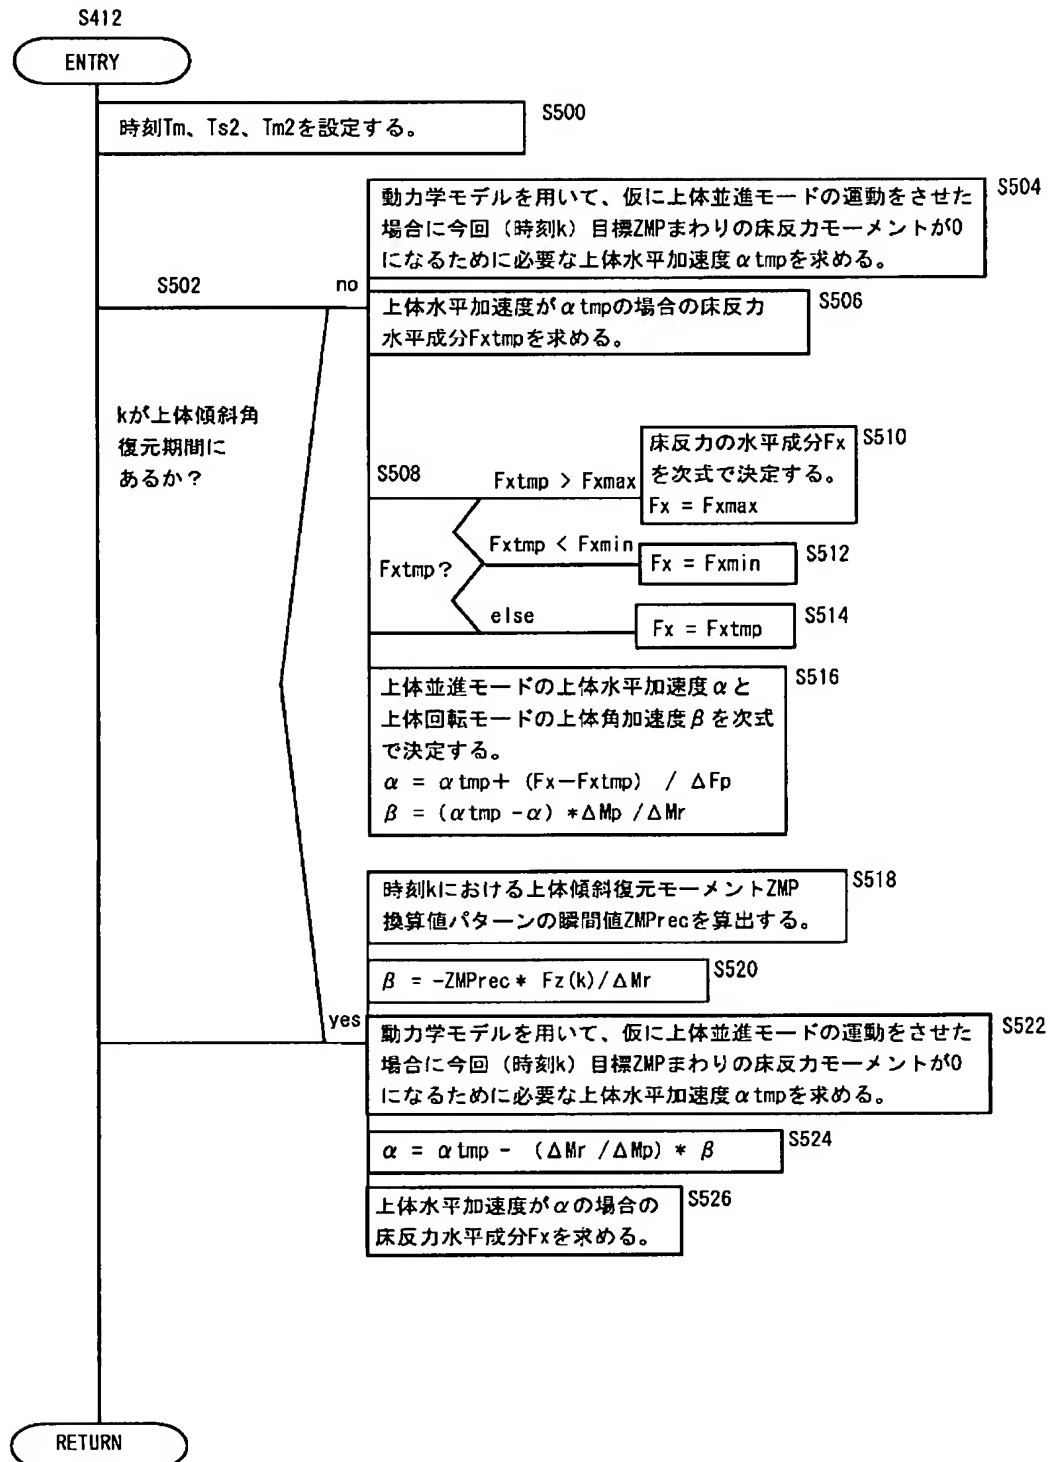 S412
ENTRY
時刻Tm、Ts2、Tm2を設定する。
S500
動力学モデルを用いて、仮に上体並進モードの運動をさせた
場合に今回（時刻k）目標ZMPまわりの床反力モーメントが0
になるために必要な上体水平加速度αtmpを求める。
S504
S502
no
上体水平加速度がαtmpの場合の床反力
水平成分Fxtmpを求める。
S506
kが上体傾斜角
復元期間に
あるか？
S508
Fxtmp > Fxmax
床反力の水平成分Fx
を次式で決定する。
Fx = Fxmax
S510
Fxtmp？
Fxtmp < Fxmin
Fx = Fxmin
S512
else
Fx = Fxtmp
S514
上体並進モードの上体水平加速度αと
上体回転モードの上体角加速度βを次式
で決定する。
α = αtmp＋ (Fx－Fxtmp) / ΔFp
β = (αtmp -α) *ΔMp /ΔMr
S516
時刻kにおける上体傾斜復元モーメントZMP
換算値パターンの瞬間値ZMPrecを算出する。
S518
β = -ZMPrec* Fz(k)/ΔMr
S520
yes
動力学モデルを用いて、仮に上体並進モードの運動をさせた
場合に今回（時刻k）目標ZMPまわりの床反力モーメントが0
になるために必要な上体水平加速度αtmpを求める。
S522
α = αtmp - (ΔMr /ΔMp) * β
S524
上体水平加速度がαの場合の
床反力水平成分Fxを求める。
S526
RETURN